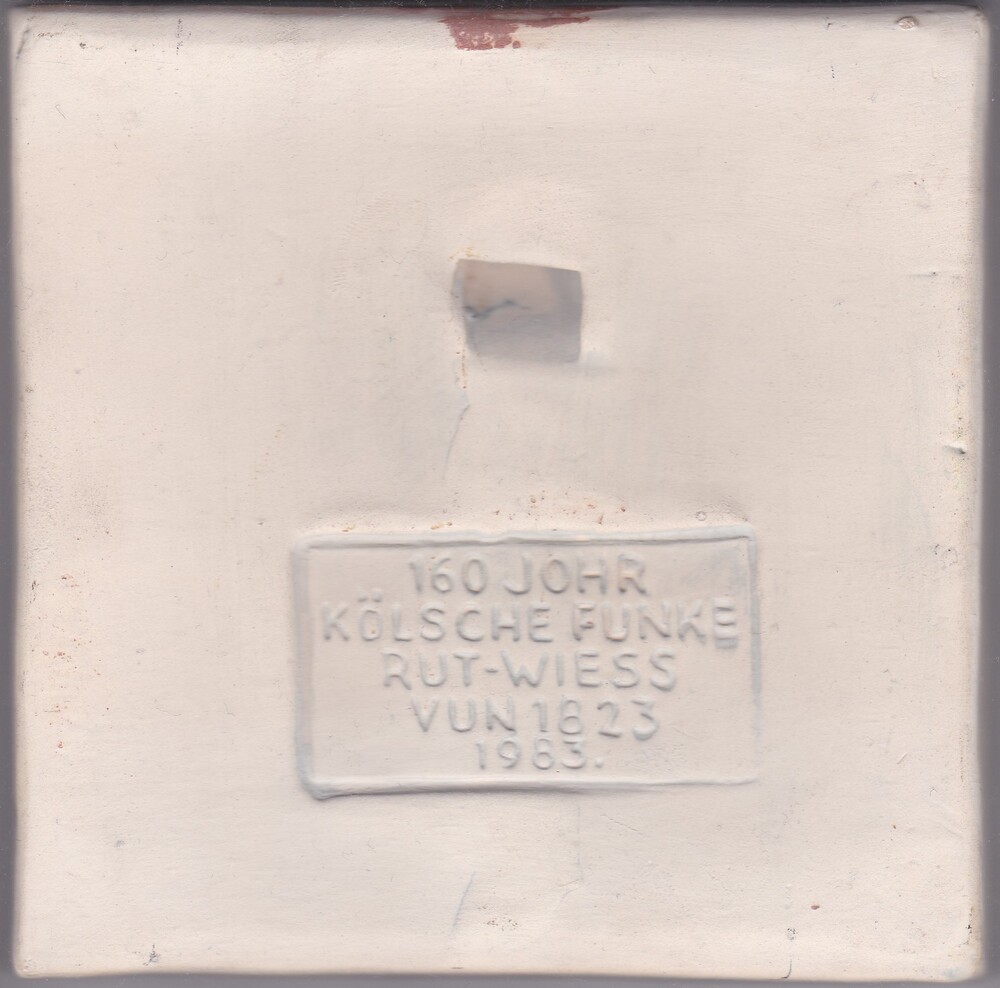 160 JOHR
KÖLSCHE FUNKE
RUT-WIESS
VUN 1823
1983.